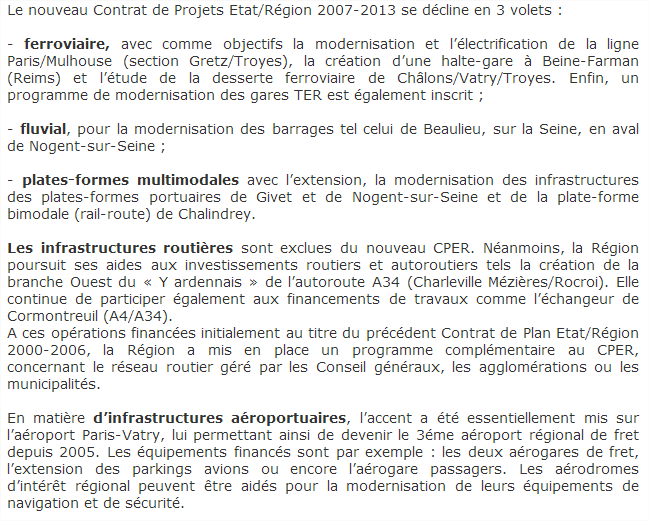 Le nouveau Contrat de Projets Etat/Région 2007-2013 se décline en 3 volets :
- ferroviaire, avec comme objectifs la modernisation et l'électrification de la ligne
Paris/Mulhouse (section Gretz/Troyes), la création d'une halte-gare à Beine-Farman
(Reims) et l'étude de la desserte ferroviaire de Châlons/Vatry/Troyes. Enfin, un
programme de modernisation des gares TER est également inscrit ;
- fluvial, pour la modernisation des barrages tel celui de Beaulieu, sur la Seine, en aval
de Nogent-sur-Seine ;
- plates-formes multimodales avec l'extension, la modernisation des infrastructures
des plates-formes portuaires de Givet et de Nogent-sur-Seine et de la plate-forme
bimodale (rail-route) de Chalindrey.
Les infrastructures routières sont exclues du nouveau CPER. Néanmoins, la Région
poursuit ses aides aux investissements routiers et autoroutiers tels la création de la
branche Ouest du « Y ardennais » de l'autoroute A34 (Charleville Mézières/Rocroi). Elle
continue de participer également aux financements de travaux comme l'échangeur de
Cormontreuil (A4/A34).
A ces opérations financées initialement au titre du précédent Contrat de Plan Etat/Région
2000-2006, la Région a mis en place un programme complémentaire au CPER,
concernant le réseau routier géré par les Conseil généraux, les agglomérations ou les
municipalités.
En matière d'infrastructures aéroportuaires, l'accent a été essentiellement mis sur
l'aéroport Paris-Vatry, lui permettant ainsi de devenir le 3éme aéroport régional de fret
depuis 2005. Les équipements financés sont par exemple : les deux aérogares de fret,
l'extension des parkings avions ou encore l'aérogare passagers. Les aérodromes
d'intérêt régional peuvent être aidés pour la modernisation de leurs équipements de
navigation et de sécurité.